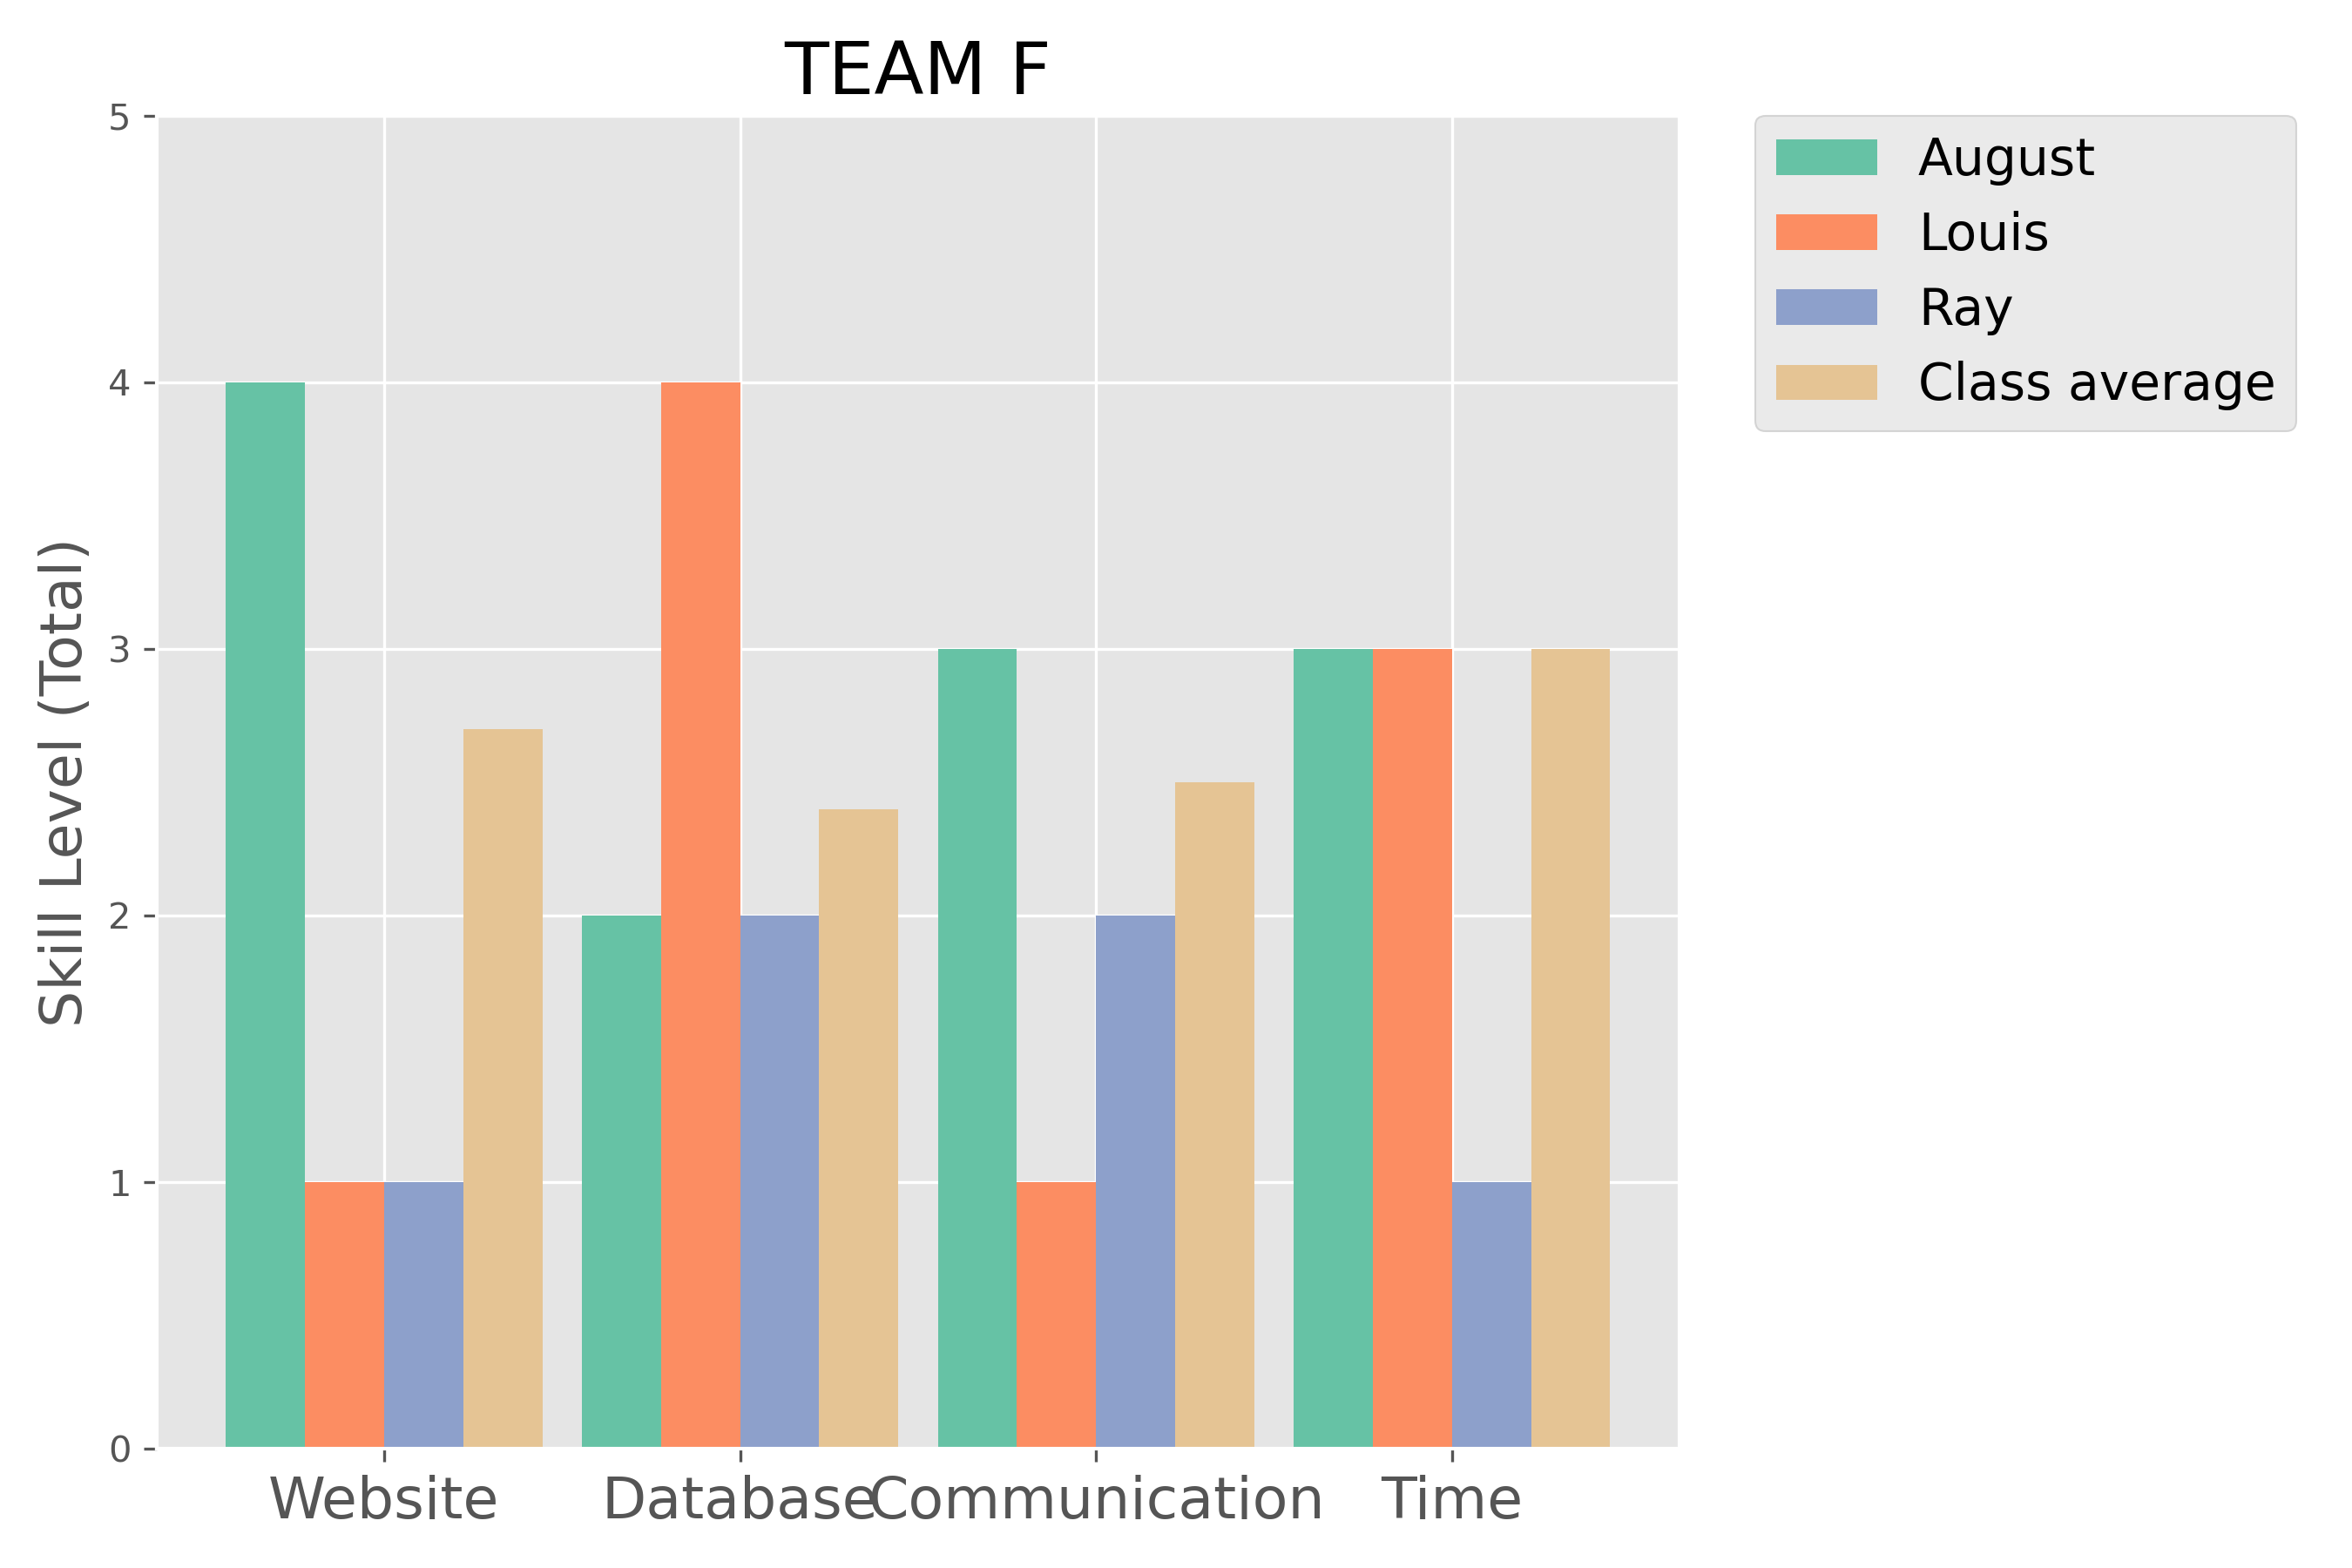 TEAM F
5
4
3
2
1
0
Skill Level (Total)
Website Database Communication Time
August
Louis
Ray
Class average